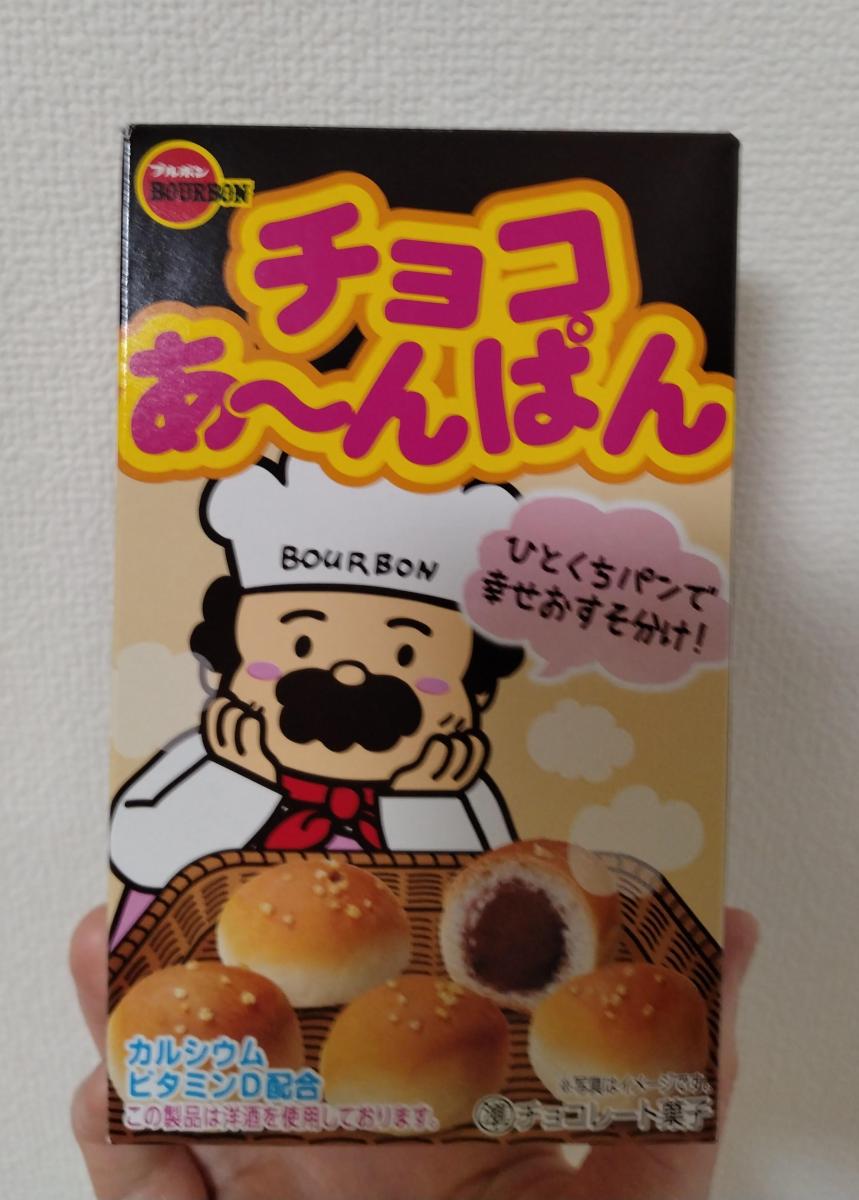 ブルボン
BOURBON
チョコ
あ〜んぱん
BOURBON
ひとくちパンで
幸せおすそ分け!
カルシウム
ビタミンD配合
この製品は洋酒を使用しております。
※写真はイメージです。
準チョコレート菓子